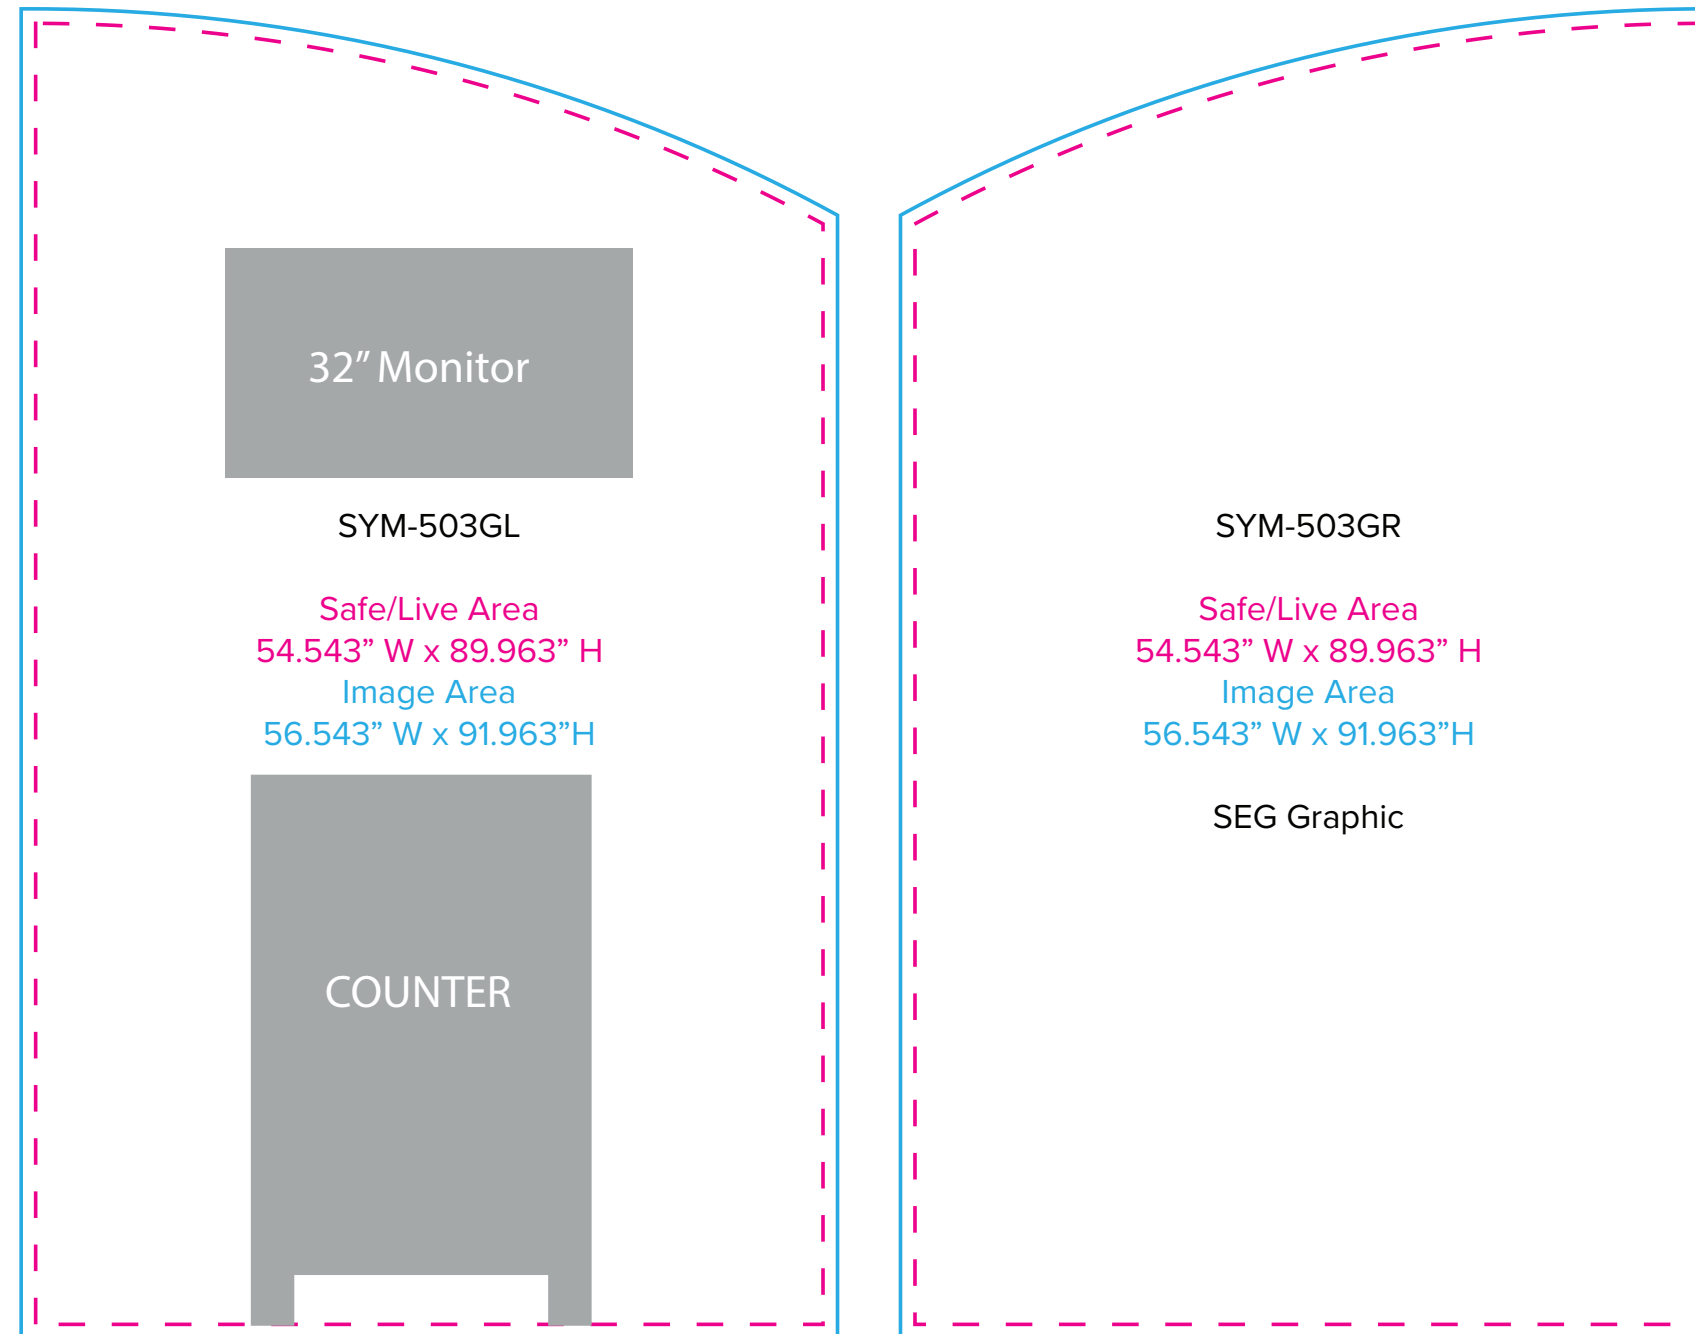 32” Monitor
SYM-503GL
Safe/Live Area
54.543” W x 89.963” H
Image Area
56.543” W x 91.963”H
COUNTER
SYM-503GR
Safe/Live Area
54.543” W x 89.963” H
Image Area
56.543” W x 91.963”H
SEG Graphic